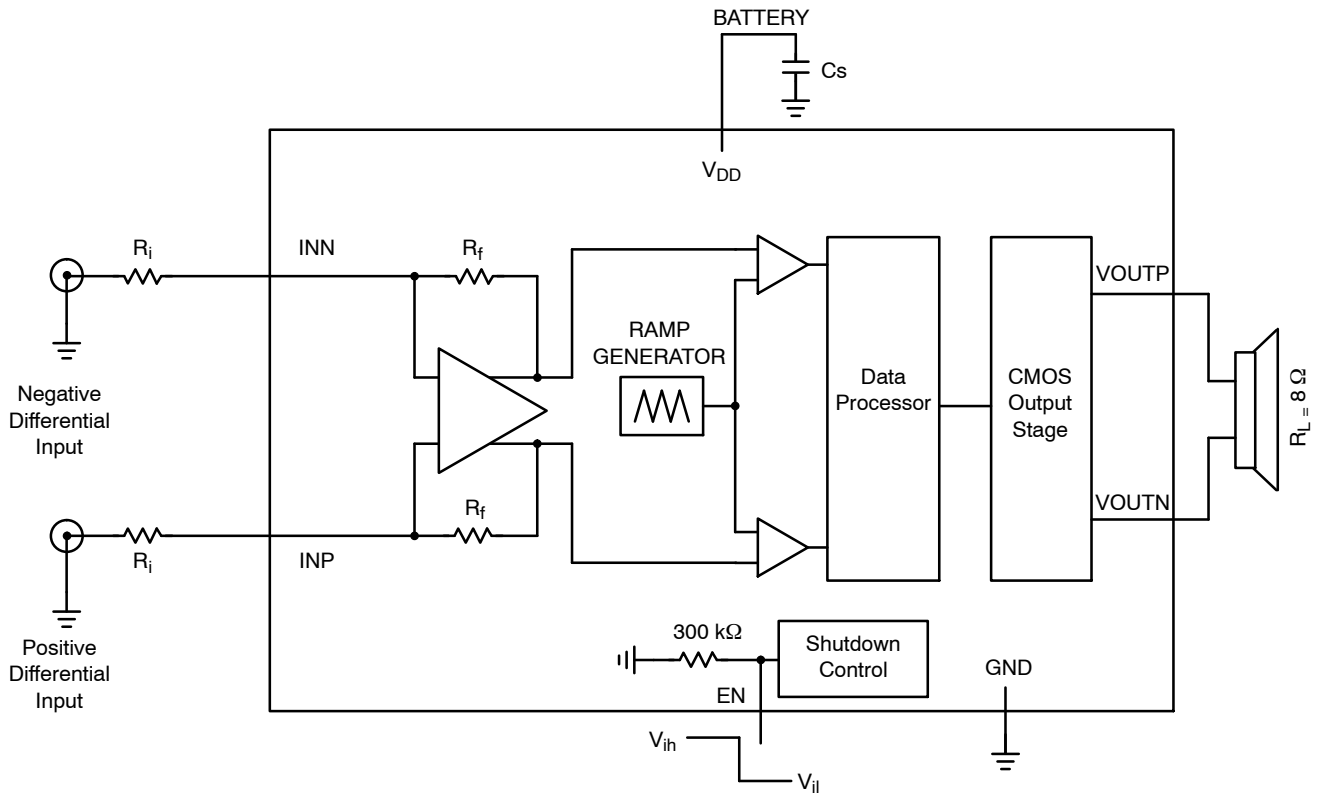 BATTERY
Cs
VDD
Ri
INN
Rf
RAMP
GENERATOR
Negative
Differential
Input
Data
Processor
CMOS
Output
Stage
VOUTP
RL = 8 Ω
VOUTN
Rf
Ri
INP
Positive
Differential
Input
300 kΩ
Shutdown
Control
EN
GND
Vih
Vil